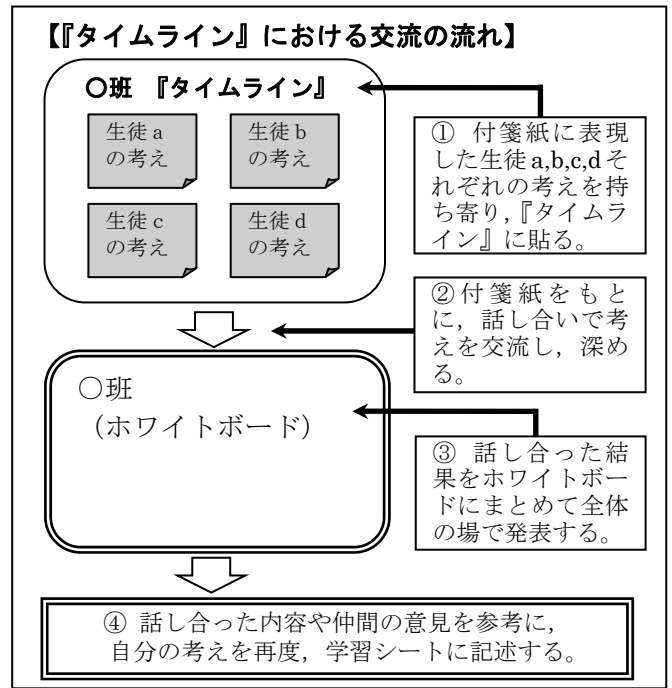 【『タイムライン』における交流の流れ】
○班 『タイムライン』
生徒a
の考え
生徒b
の考え
生徒c
の考え
生徒d
の考え
① 付箋紙に表現
した生徒a,b,c,dそ
れぞれの考えを持
ち寄り,『タイムラ
イン』に貼る。
②付箋紙をもと
に，話し合いで考
えを交流し，深め
る。
○班
（ホワイトボード）
③ 話し合った結
果をホワイトボー
ドにまとめて全体
の場で発表する。
④ 話し合った内容や仲間の意見を参考に，
自分の考えを再度，学習シートに記述する。